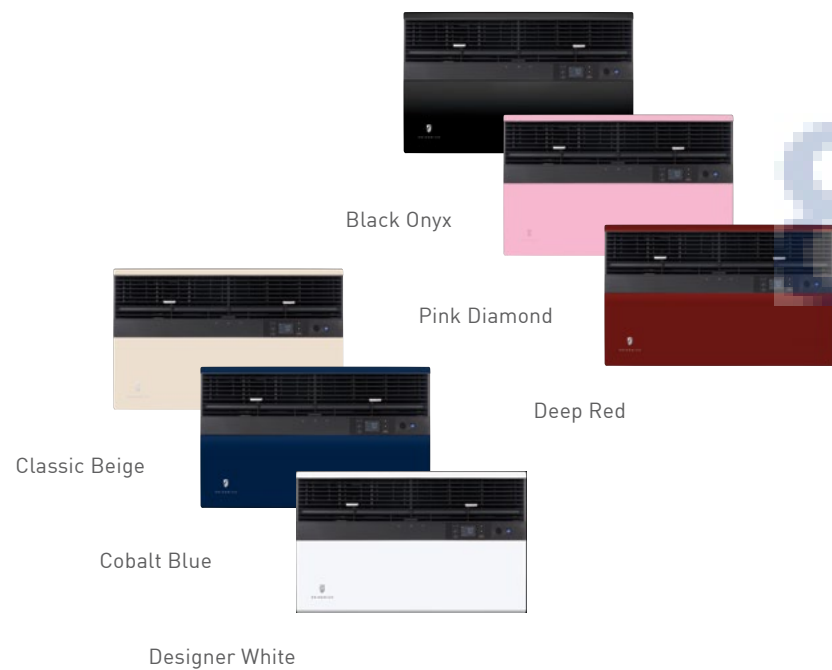 Black Onyx
Pink Diamond
Deep Red
Classic Beige
Cobalt Blue
Designer White